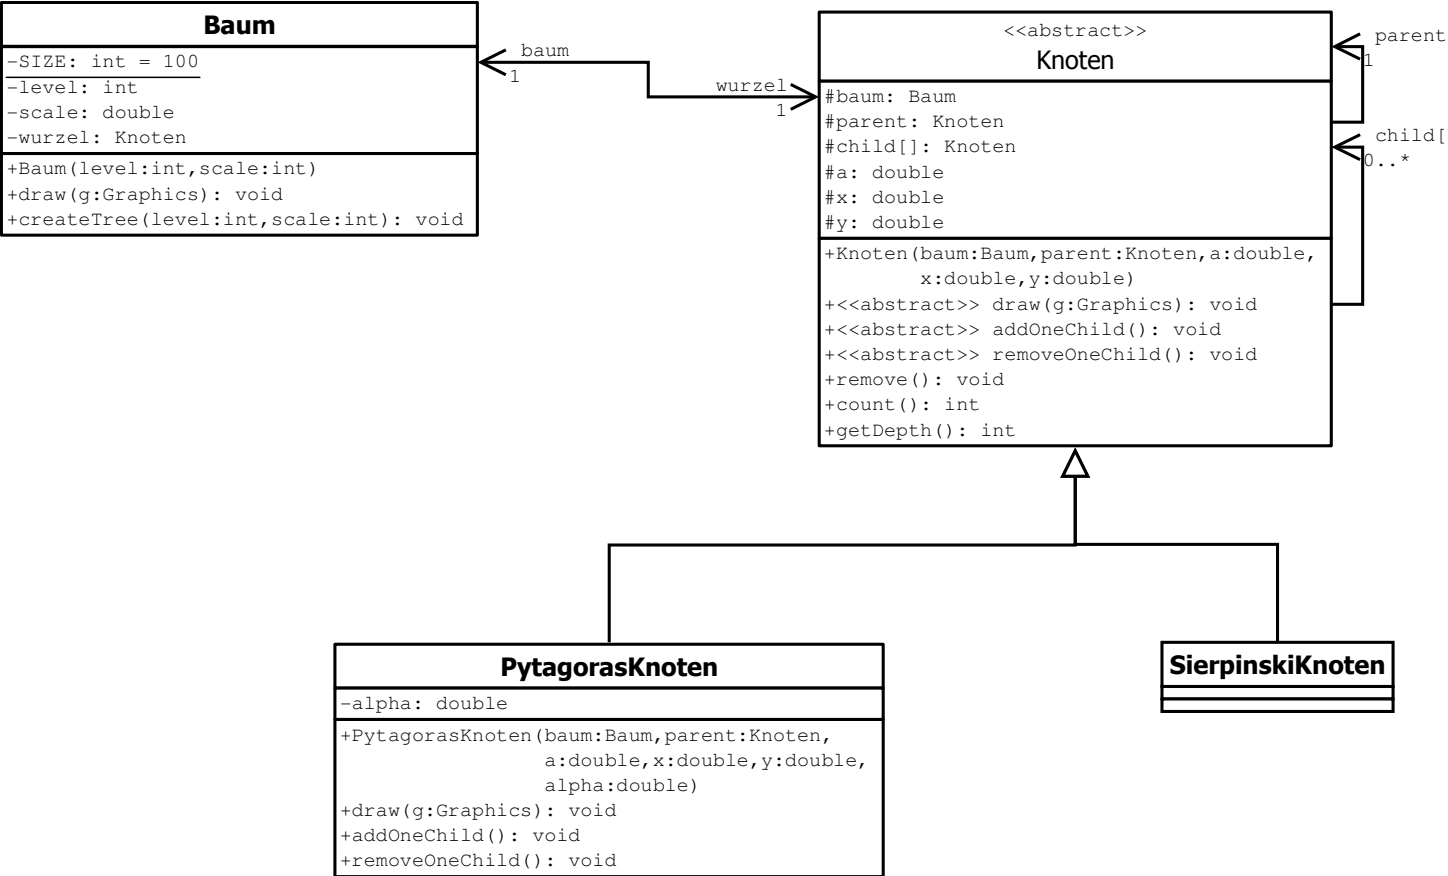 Baum
-SIZE: int = 100
-level: int
-scale: double
-wurzel: Knoten
+Baum(level:int,scale:int)
+draw(g:Graphics): void
+createTree(level:int,scale:int): void
baum
1
wurzel
1
<<abstract>>
Knoten
#baum: Baum
#parent: Knoten
#child[]: Knoten
#a: double
#x: double
#y: double
+Knoten(baum:Baum,parent:Knoten,a:double,
x:double,y:double)
+<<abstract>> draw(g:Graphics): void
+<<abstract>> addOneChild(): void
+<<abstract>> removeOneChild(): void
+remove(): void
+count(): int
+getDepth(): int
parent
1
child[
0..*
PytagorasKnoten
-alpha: double
+PytagorasKnoten(baum:Baum,parent:Knoten,
a:double,x:double,y:double,
alpha:double)
+draw(g:Graphics): void
+addOneChild(): void
+removeOneChild(): void
SierpinskiKnoten